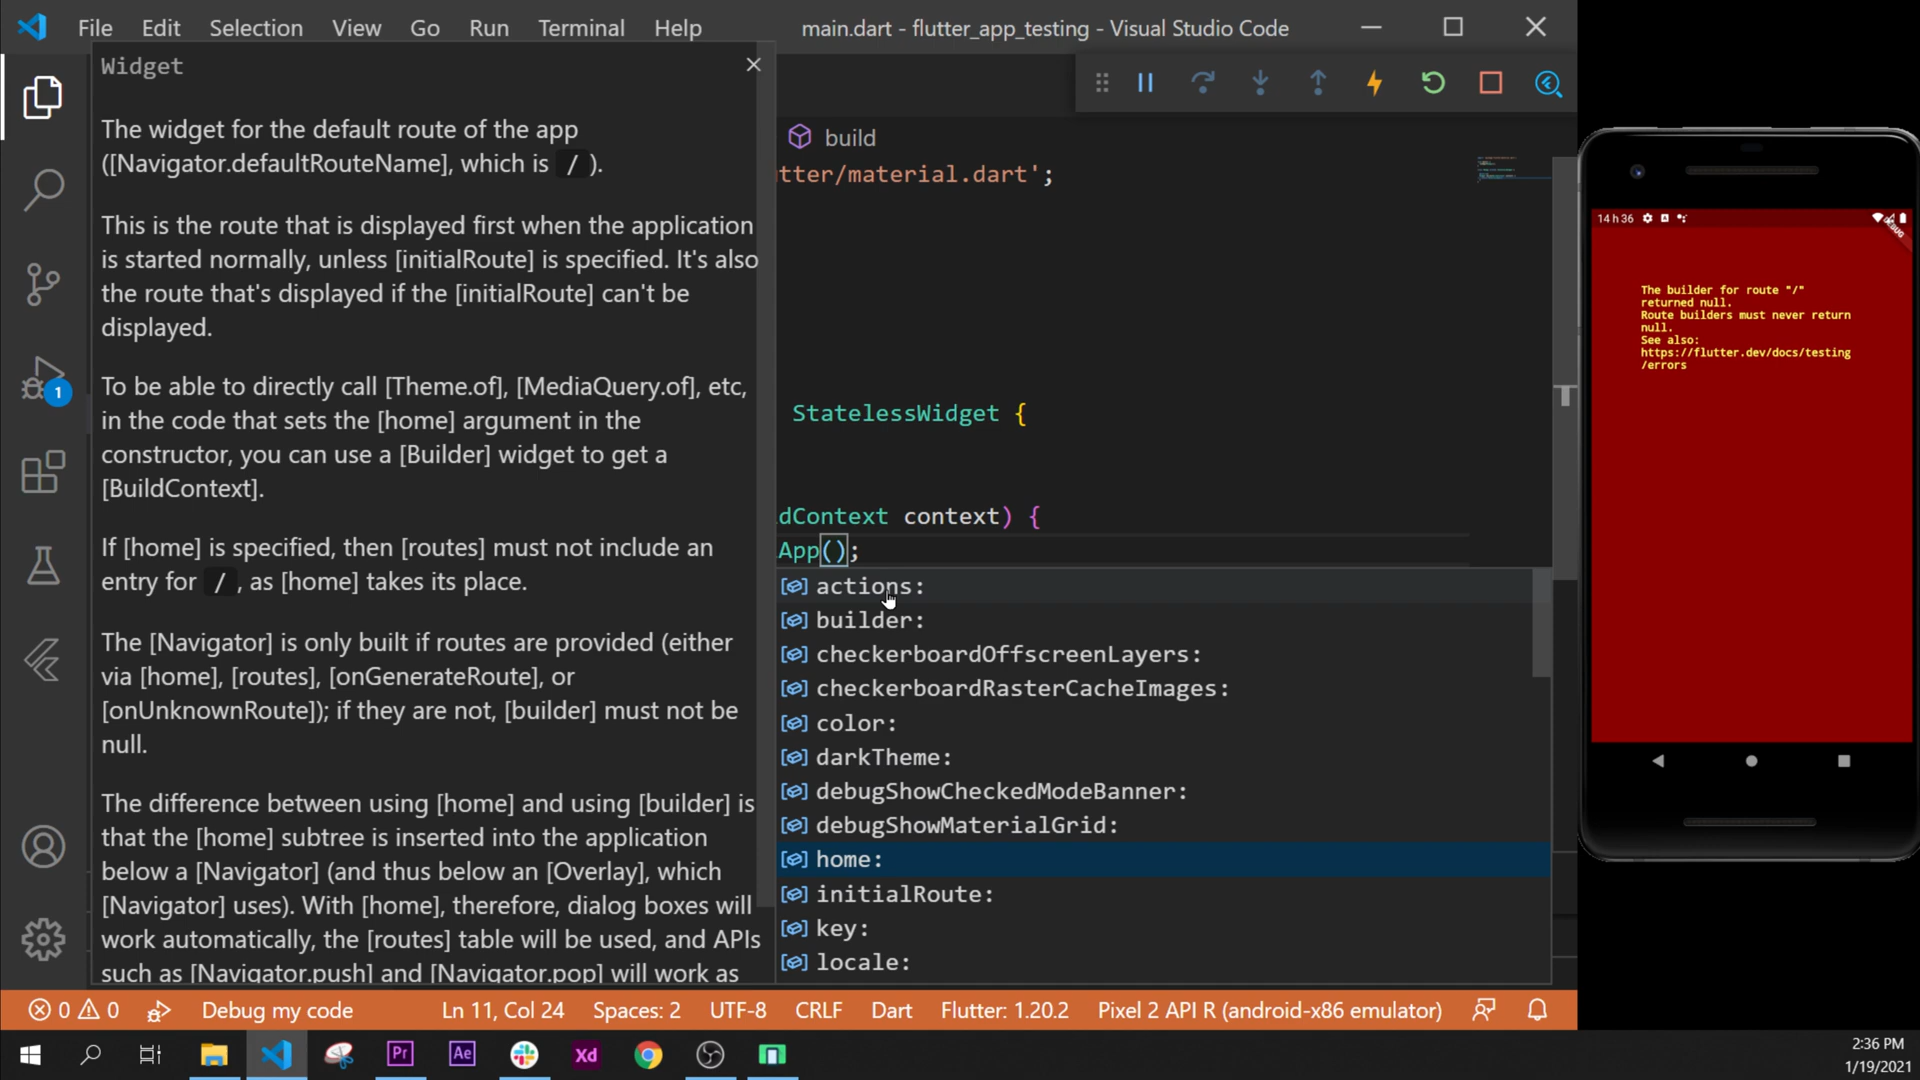 File Edit Selection View Go Run Terminal Help main.dart - flutter_app_testing - Visual Studio Code
Widget
The widget for the default route of the app
([Navigator.defaultRouteName], which is / ).
This is the route that is displayed first when the application
is started normally, unless [initialRoute] is specified. It's also
the route that's displayed if the [initialRoute] can't be
displayed.
To be able to directly call [Theme.of], [MediaQuery.of], etc,
in the code that sets the [home] argument in the
constructor, you can use a [Builder] widget to get a
[BuildContext].
If [home] is specified, then [routes] must not include an
entry for / , as [home] takes its place.
The [Navigator] is only built if routes are provided (either
via [home], [routes], [onGenerateRoute], or
[onUnknownRoute]); if they are not, [builder] must not be
null.
The difference between using [home] and using [builder] is
that the [home] subtree is inserted into the application
below a [Navigator] (and thus below an [Overlay], which
[Navigator] uses). With [home], therefore, dialog boxes will
work automatically, the [routes] table will be used, and APIs
such as [Navigator.push] and [Navigator.pop] will work as
build
tter/material.dart';
StatelessWidget {
dContext context) {
App();
actions:
builder:
checkerboardOffscreenLayers:
checkerboardRasterCacheImages:
color:
darkTheme:
debugShowCheckedModeBanner:
debugShowMaterialGrid:
home:
initialRoute:
key:
locale:
1
14 h 36
The builder for route "/"
returned null.
Route builders must never return
null.
See also:
https://flutter.dev/docs/testing
/errors
0 0 Debug my code Ln 11, Col 24 Spaces: 2 UTF-8 CRLF Dart Flutter: 1.20.2 Pixel 2 API R (android-x86 emulator)
Pr Ae Xd
2:36 PM
1/19/2021